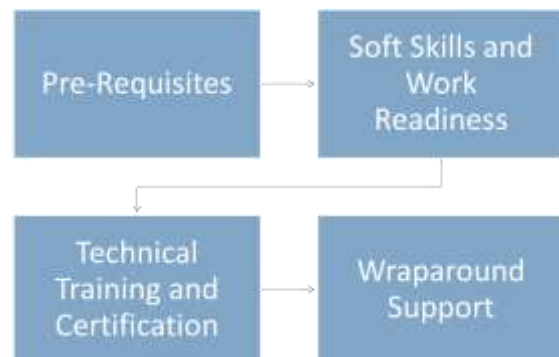 Pre-Requisites
Soft Skills and
Work
Readiness
Technical
Training and
Certification
Wraparound
Support